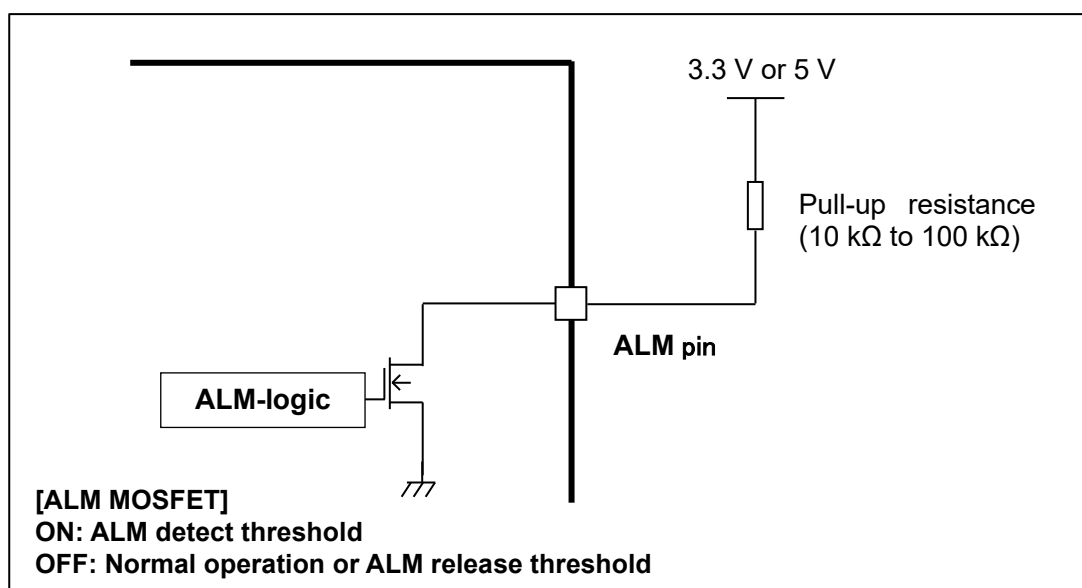 3.3 V or 5 V
Pull-up resistance
(10 kΩ to 100 kΩ)
ALM pin
ALM-logic
[ALM MOSFET]
ON: ALM detect threshold
OFF: Normal operation or ALM release threshold